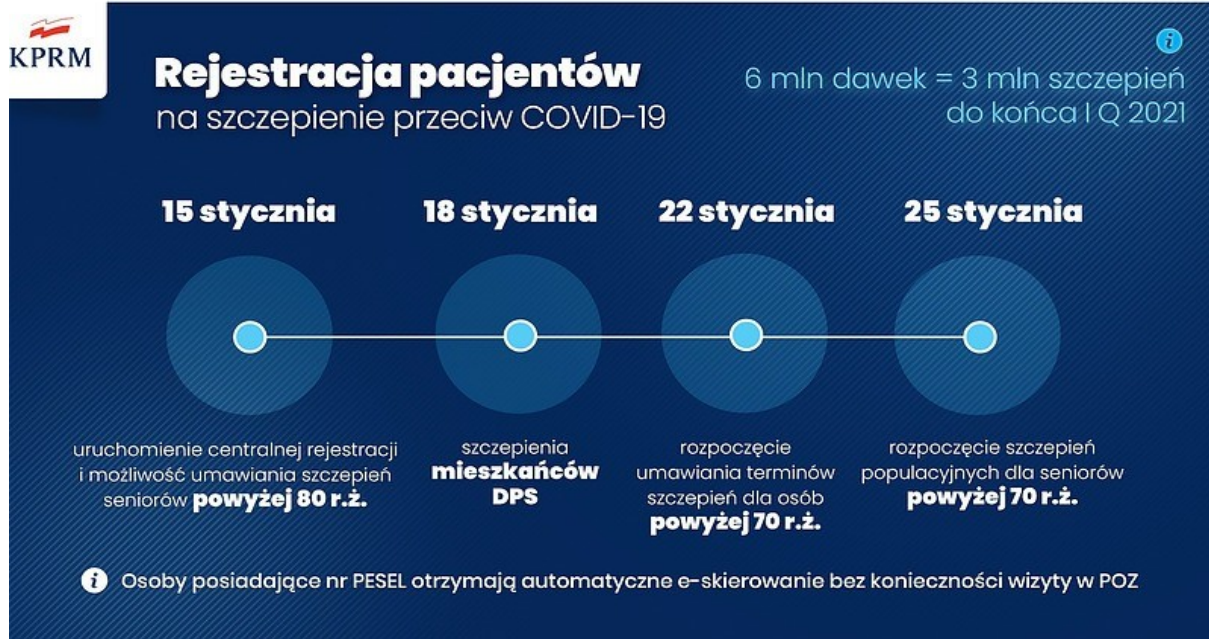 KPRM
Rejestracja pacjentów
na szczepienie przeciw COVID-19
6 mln dawek = 3 mln szczepień
do końca I Q 2021
15 stycznia
uruchomienie centralnej rejestracji
i możliwość umawiania szczepień
seniorów powyżej 80 r.ż.
18 stycznia
szczepienia
mieszkańców
DPS
22 stycznia
rozpoczęcie
umawiania terminów
szczepień dla osób
powyżej 70 r.ż.
25 stycznia
rozpoczęcie szczepień
populacyjnych dla seniorów
powyżej 70 r.ż.
Osoby posiadające nr PESEL otrzymają automatyczne e-skierowanie bez konieczności wizyty w POZ